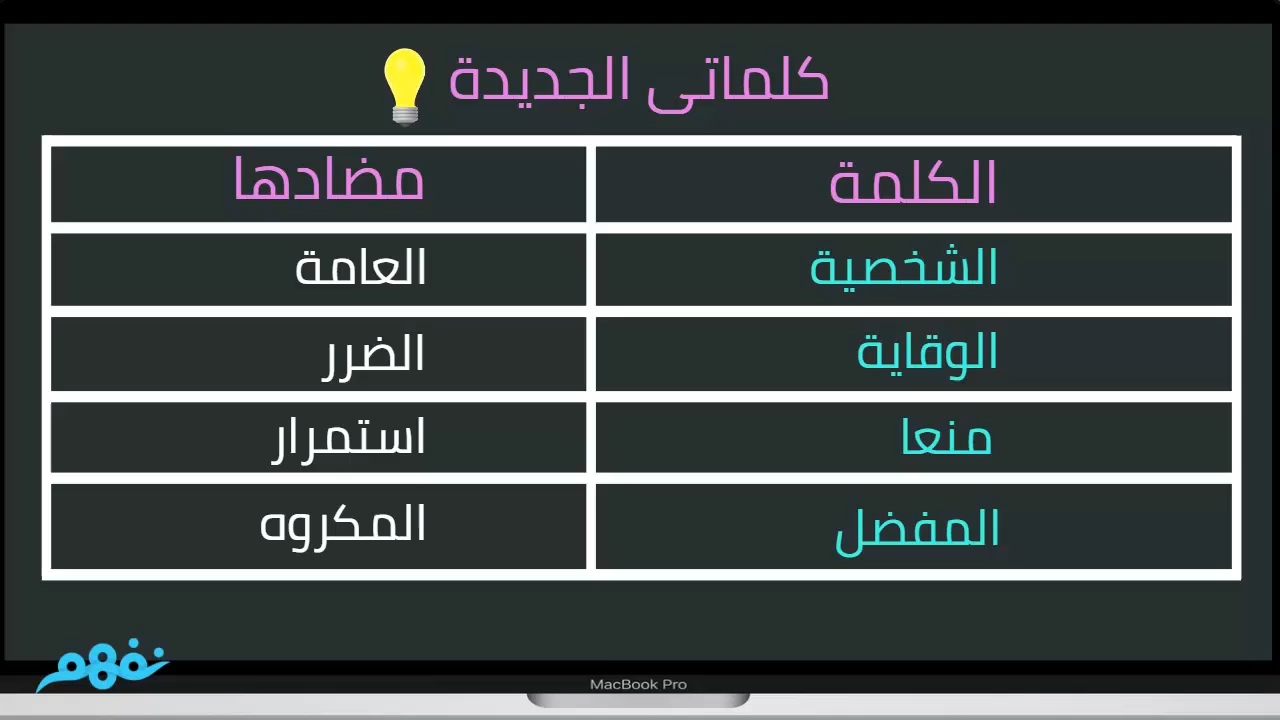 كلماتى الجديدة
الكلمة مضادها
الشخصية العامة
الوقاية الضرر
منعا استمرار
المفضل المكروه
نفهم
MacBook Pro